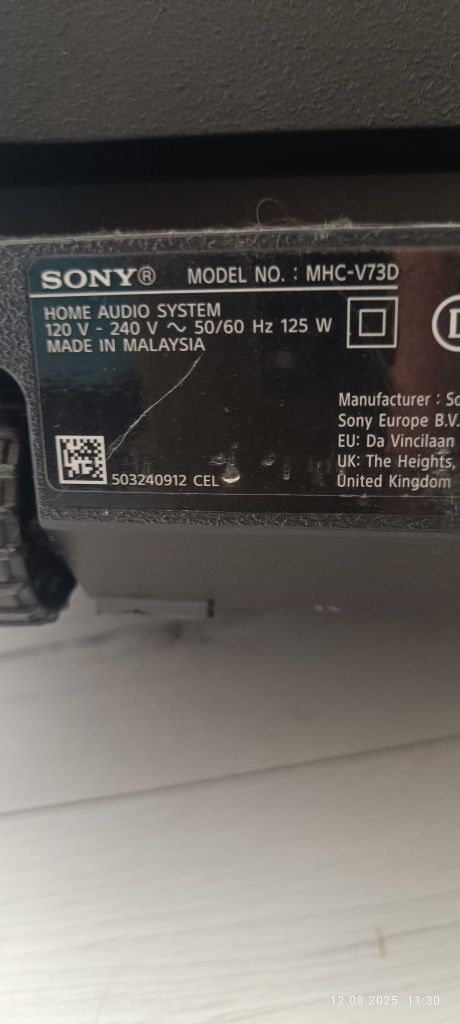 SONY® MODEL NO. : MHC-V73D
HOME AUDIO SYSTEM
120 V - 240 V ~ 50/60 Hz 125 W
MADE IN MALAYSIA
Manufacturer : So
Sony Europe B.V.
EU: Da Vincilaan
UK: The Heights,
United Kingdom
503240912 CEL
12.08.2025 11:30